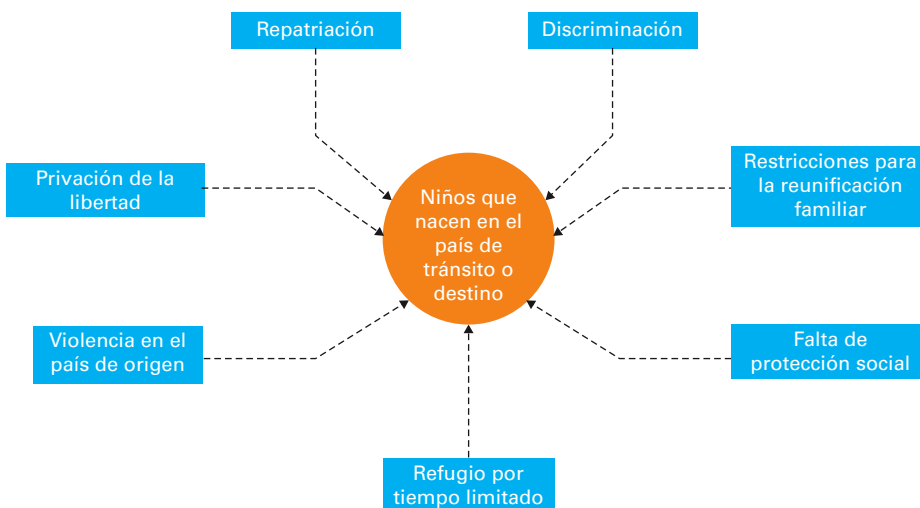 Repatriación
Discriminación
Privación de la
libertad
Niños que
nacen en el
país de
tránsito o
destino
Restricciones para
la reunificación
familiar
Violencia en el
país de origen
Falta de
protección social
Refugio por
tiempo limitado